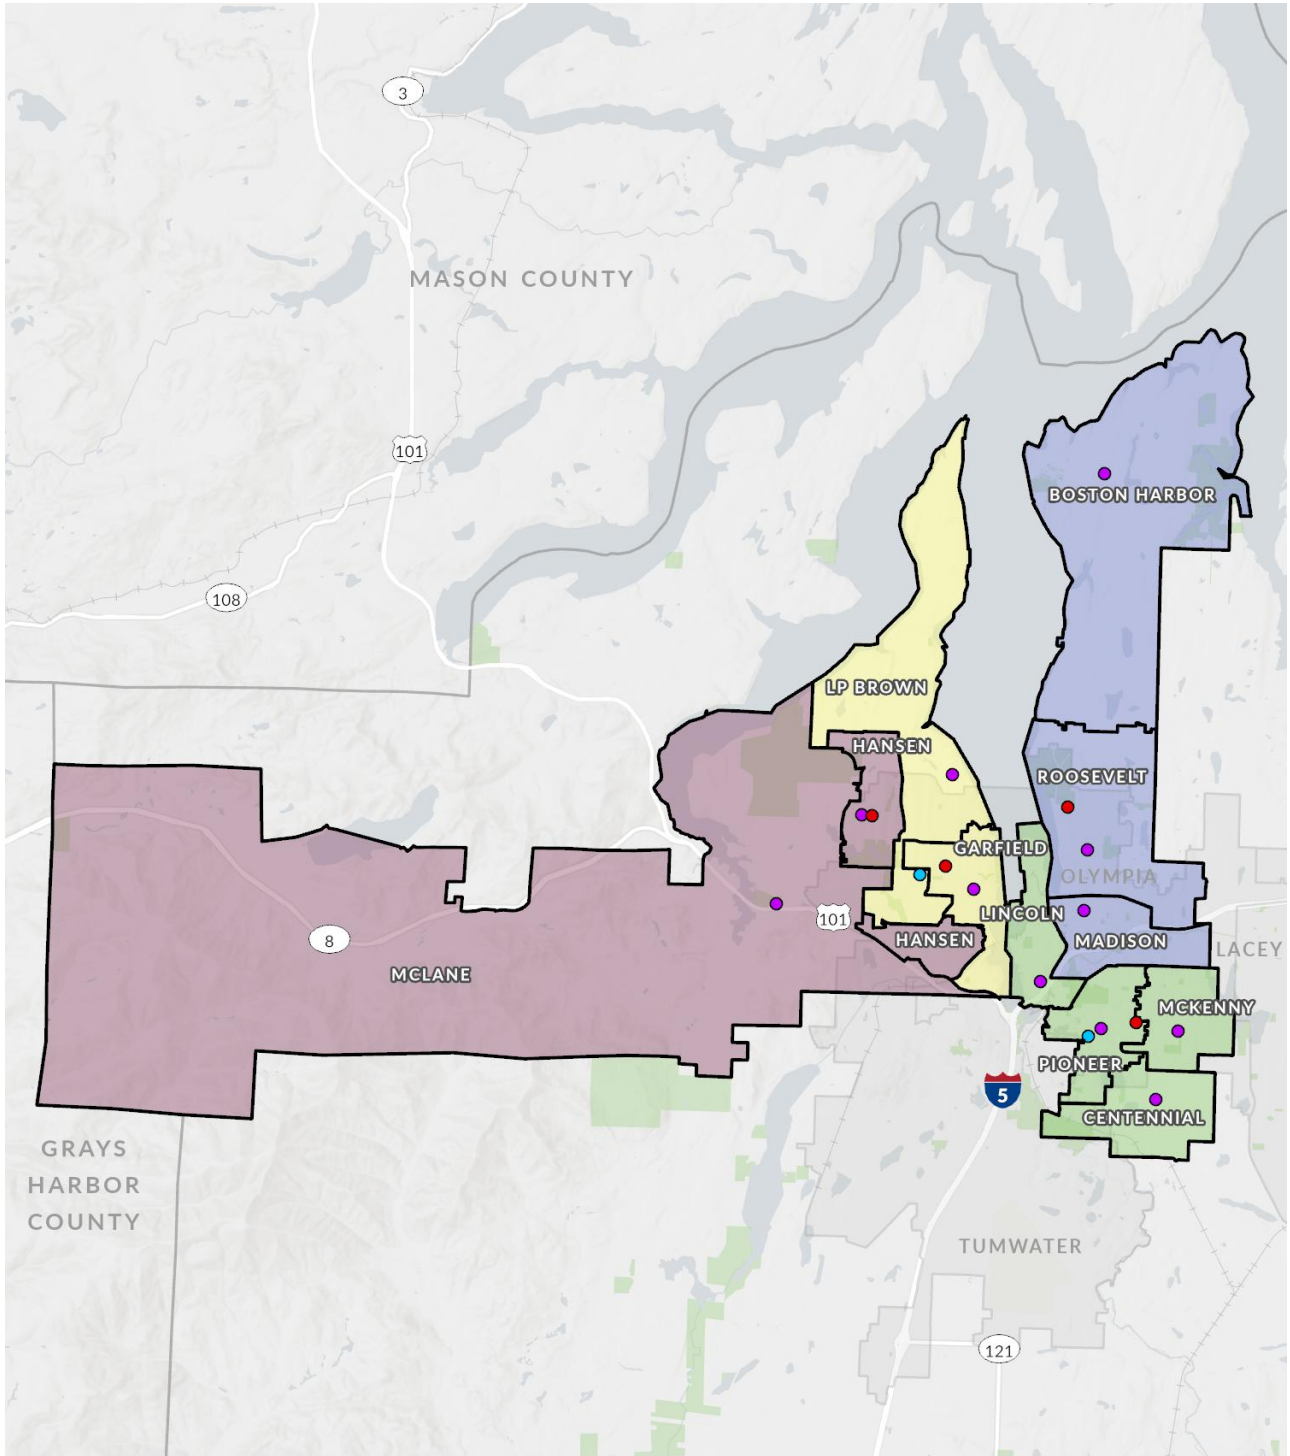 3
MASON COUNTY
101
BOSTON HARBOR
108
LP BROWN
HANSEN
ROOSEVELT
GARFIELD
OLYMPIA
LINCOLN
101
8
HANSEN
MADISON
LACEY
MCLANE
MCKENNY
PIONEER
5
CENTENNIAL
GRAYS
HARBOR
COUNTY
TUMWATER
121